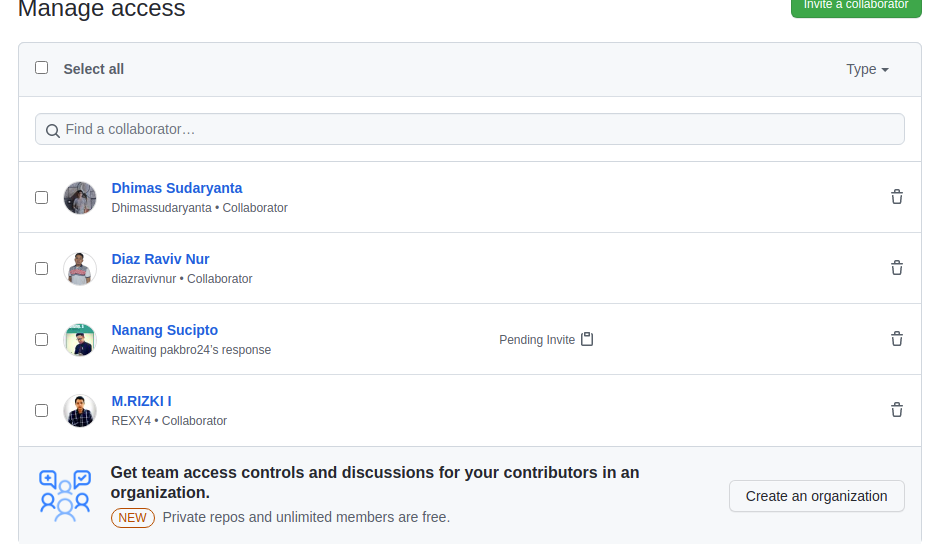 Manage access
Invite a collaborator
Select all
Type
Find a collaborator…
Dhimas Sudaryanta
Dhimassudaryanta • Collaborator
Diaz Raviv Nur
diazravivnur • Collaborator
Nanang Sucipto
Awaiting pakbro24’s response
Pending Invite
M.RIZKI I
REXY4 • Collaborator
Get team access controls and discussions for your contributors in an
organization.
NEW Private repos and unlimited members are free.
Create an organization